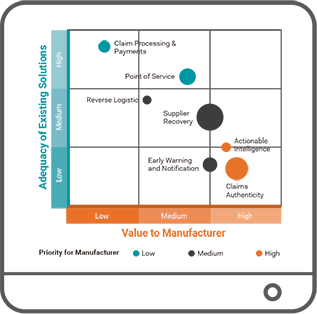 Adequacy of Existing Solutions
High
Medium
Low
Claim Processing &
Payments
Point of Service
Reverse Logistic
Supplier
Recovery
Actionable
Intelligence
Early Warning
and Notification
Claims
Authenticity
Low
Medium
High
Value to Manufacturer
Priority for Manufacturer
Low
Medium
High